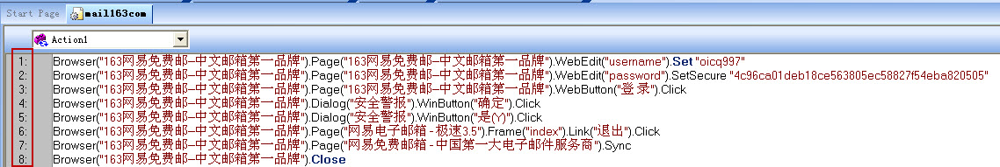 Start Page mail163com
Action1
1: Browser("163网易免费邮--中文邮箱第一品牌").Page("163网易免费邮--中文邮箱第一品牌").WebEdit("username").Set "oicq997"
2: Browser("163网易免费邮--中文邮箱第一品牌").Page("163网易免费邮--中文邮箱第一品牌").WebEdit("password").SetSecure "4c96ca01deb18ce563805ec58827f54eba820505"
3: Browser("163网易免费邮--中文邮箱第一品牌").Page("163网易免费邮--中文邮箱第一品牌").WebButton("登 录").Click
4: Browser("163网易免费邮--中文邮箱第一品牌").Dialog("安全警报").WinButton("确定").Click
5: Browser("163网易免费邮--中文邮箱第一品牌").Dialog("安全警报").WinButton("是(Y)").Click
6: Browser("163网易免费邮--中文邮箱第一品牌").Page("网易电子邮箱 - 极速3.5").Frame("index").Link("退出").Click
7: Browser("163网易免费邮--中文邮箱第一品牌").Page("网易免费邮箱 - 中国第一大电子邮件服务商").Sync
8: Browser("163网易免费邮--中文邮箱第一品牌").Close